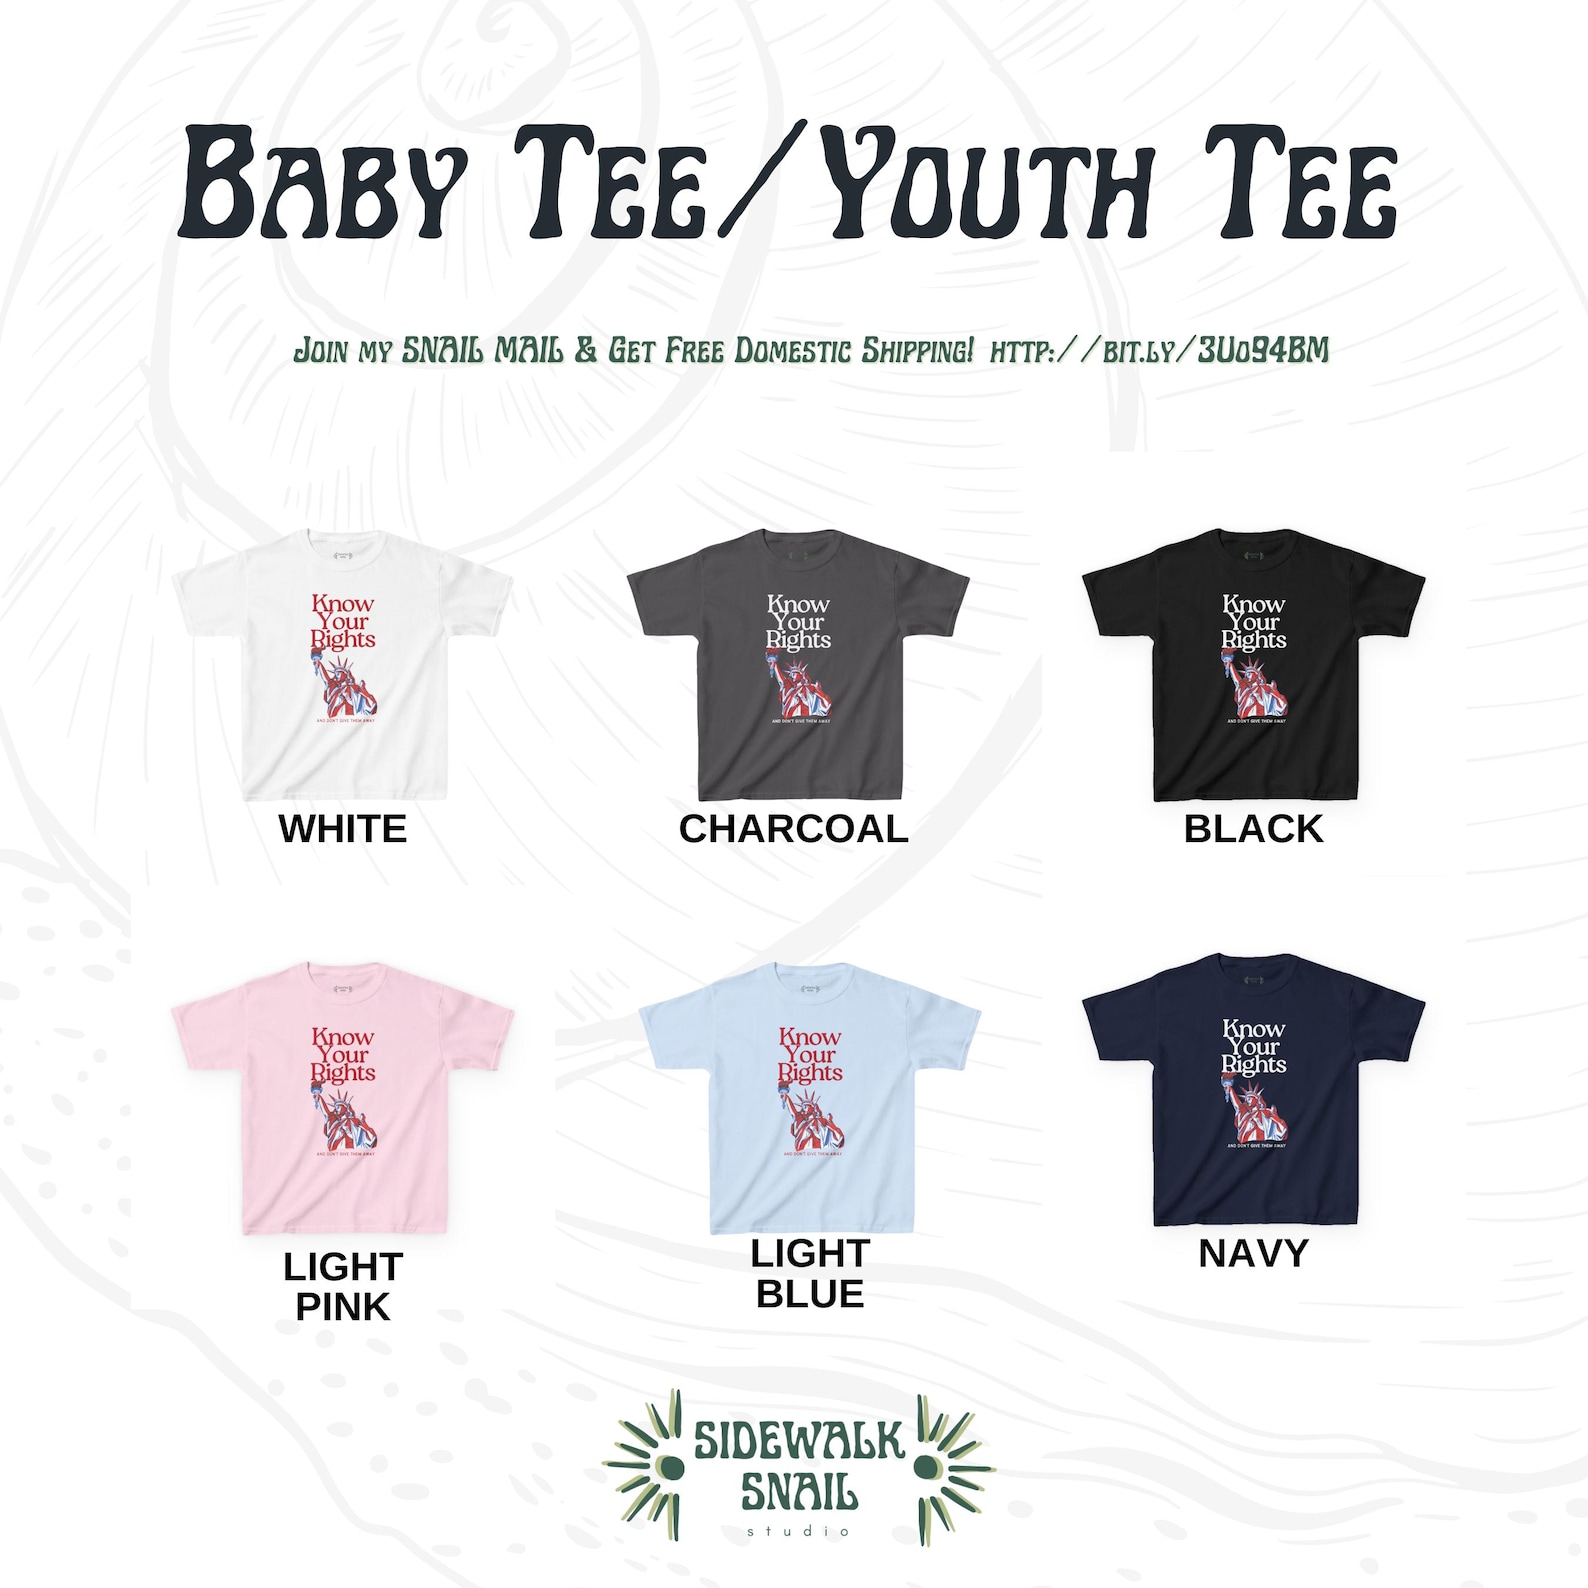 Baby Tee/Youth Tee
Join my SNAIL MAIL & Get Free Domestic Shipping! http://bit.ly/3Uo94BM
Know
Your
Rights
AND DON'T GIVE THEM AWAY
WHITE
Know
Your
Rights
AND DON'T GIVE THEM AWAY
CHARCOAL
Know
Your
Rights
AND DON'T GIVE THEM AWAY
BLACK
Know
Your
Rights
AND DON'T GIVE THEM AWAY
LIGHT
PINK
Know
Your
Rights
AND DON'T GIVE THEM AWAY
LIGHT
BLUE
Know
Your
Rights
AND DON'T GIVE THEM AWAY
NAVY
SIDEWALK
SNAIL
studio